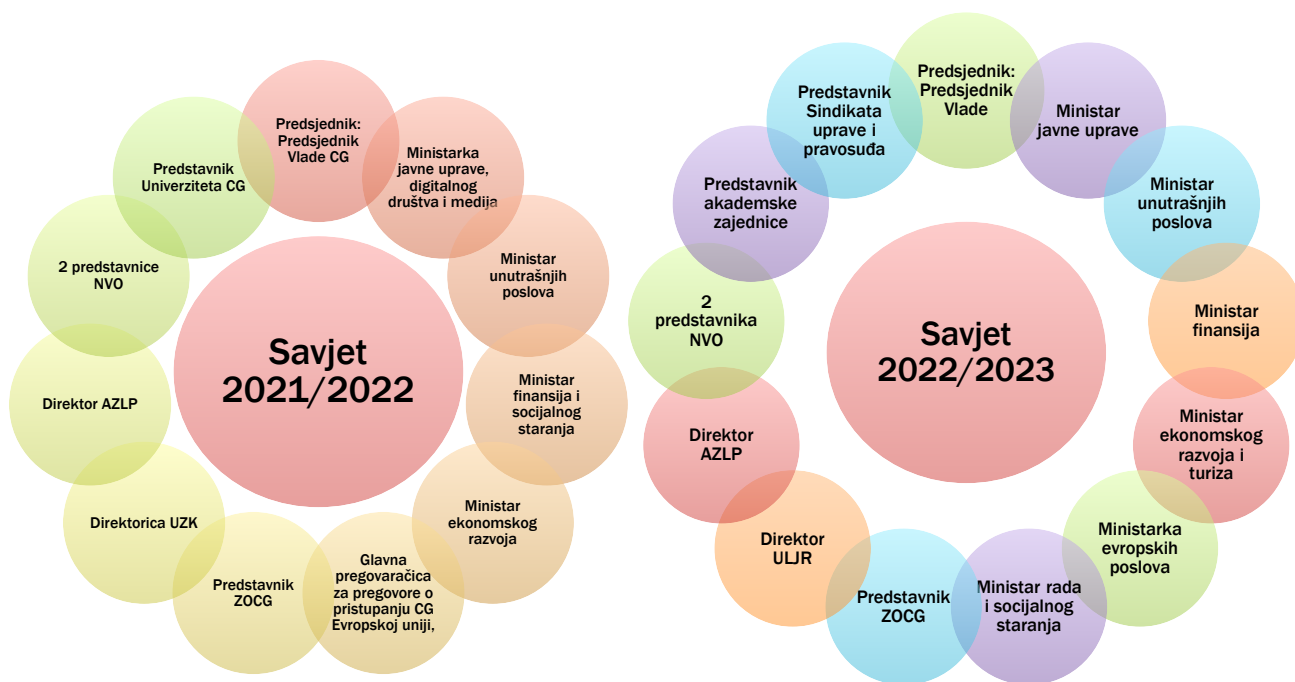 Savjet
2021/2022
Predsjednik:
Predsjednik
Vlade CG
Ministarka
javne uprave,
digitalnog
društva i medija
Ministar
unutrašnjih
poslova
Ministar
finansija i
socijalnog
staranja
Ministar
ekonomskog
razvoja
Glavna
pregovaračica
za pregovore o
pristupanju CG
Evropskoj uniji,
Predstavnik
ZOCG
Direktorica UZK
Direktor AZLP
2 predstavnice
NVO
Predstavnik
Univerziteta CG
Savjet
2022/2023
Predsjednik:
Predsjednik
Vlade
Ministar
javne uprave
Ministar
unutrašnjih
poslova
Ministar
finansija
Ministar
ekonomskog
razvoja i
turiza
Ministarka
evropskih
poslova
Ministar rada
i socijalnog
staranja
Predstavnik
ZOCG
Direktor
ULJR
Direktor
AZLP
2
predstavnika
NVO
Predstavnik
akademske
zajednice
Predstavnik
Sindikata
uprave i
pravosuđa